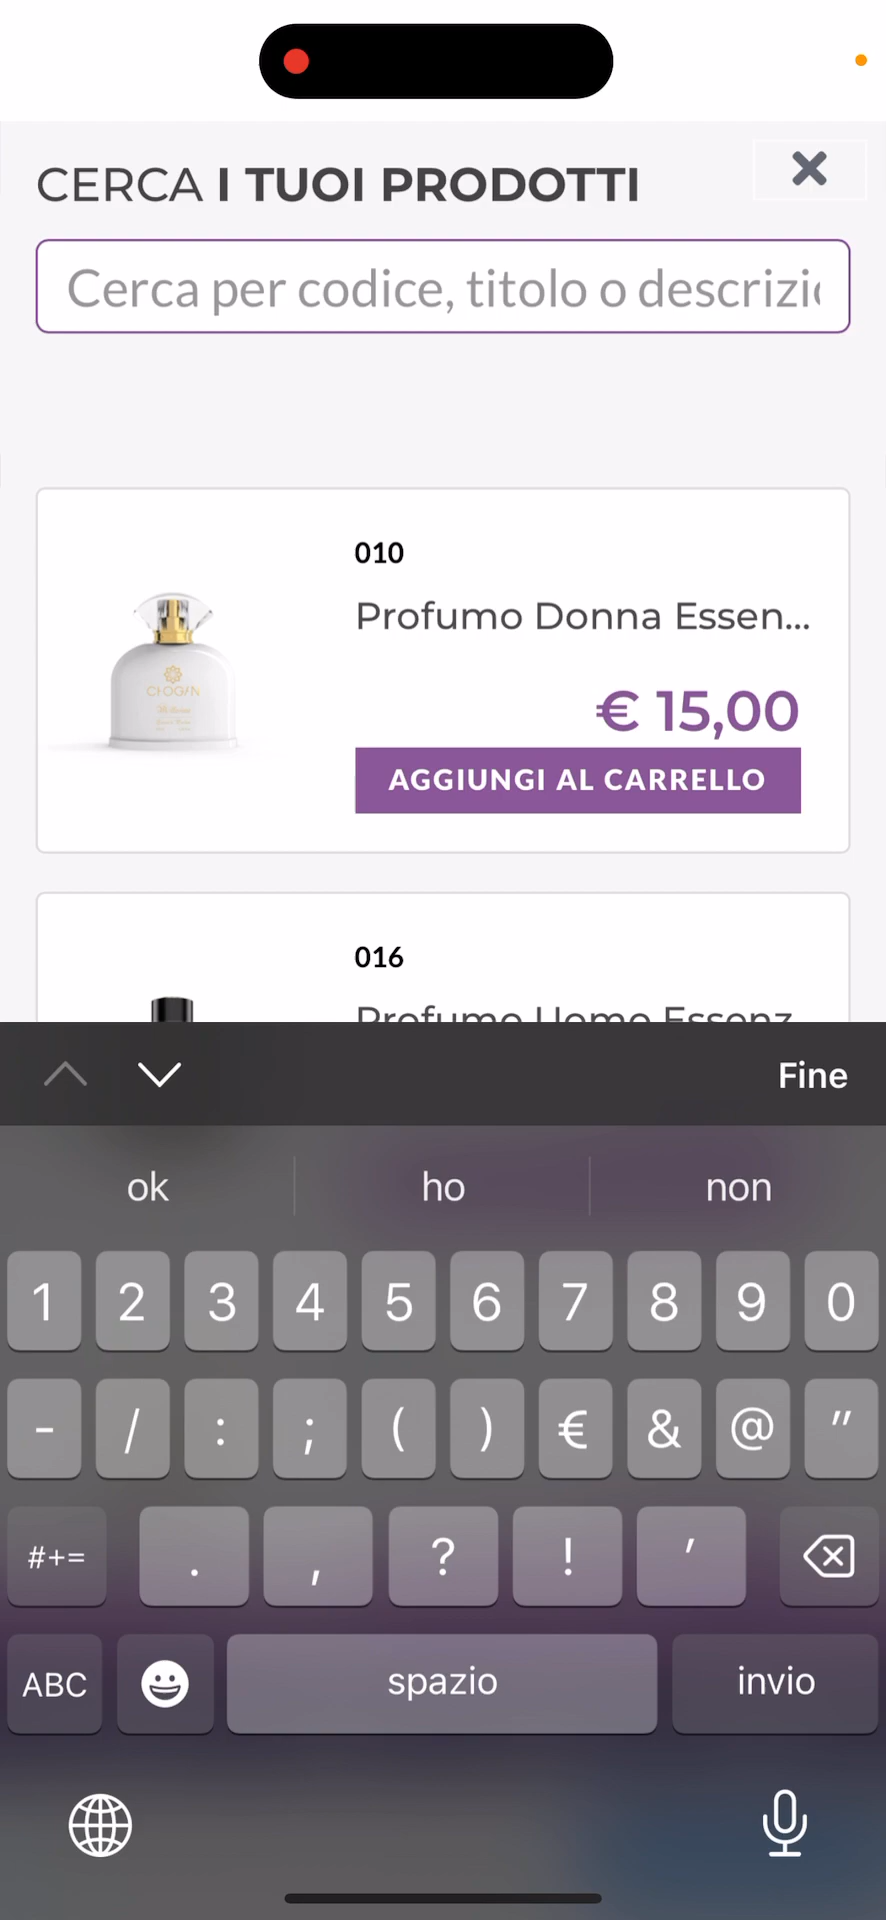 CERCA I TUOI PRODOTTI
Cerca per codice, titolo o descrizi
010
Profumo Donna Essen...
CHOGAN
€ 15,00
AGGIUNGI AL CARRELLO
016
Profumo Uomo Essenz
Fine
ok ho non
1 2 3 4 5 6 7 8 9 0
- / : ; ( ) € & @ "
#+= . , ? ! '
ABC spazio invio